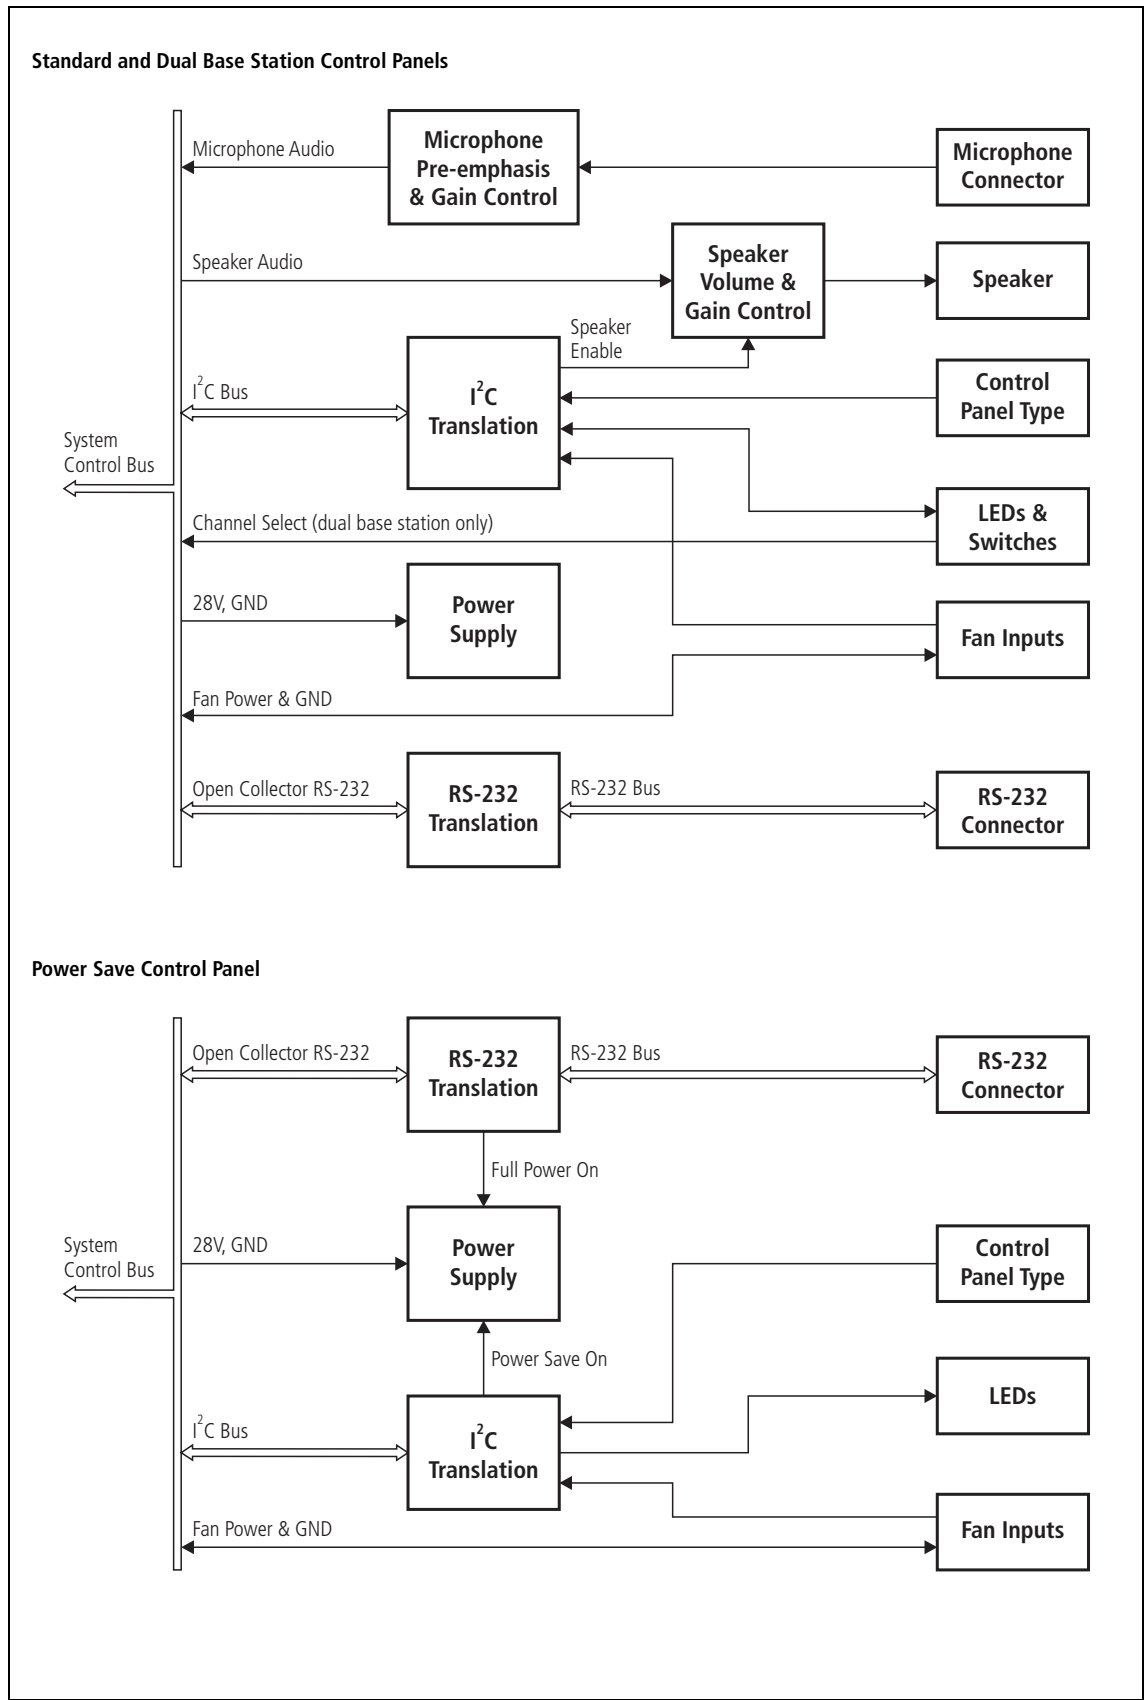 Standard and Dual Base Station Control Panels
Microphone Audio
Microphone
Pre-emphasis
& Gain Control
Microphone
Connector
Speaker Audio
Speaker
Volume &
Gain Control
Speaker
Speaker
Enable
I²C Bus
I²C
Translation
Control
Panel Type
System
Control Bus
LEDs &
Switches
Channel Select (dual base station only)
28V, GND
Power
Supply
Fan Inputs
Fan Power & GND
Open Collector RS-232
RS-232
Translation
RS-232 Bus
RS-232
Connector
Power Save Control Panel
Open Collector RS-232
RS-232
Translation
RS-232 Bus
RS-232
Connector
Full Power On
System
Control Bus
28V, GND
Power
Supply
Control
Panel Type
Power Save On
LEDs
I²C Bus
I²C
Translation
Fan Power & GND
Fan Inputs